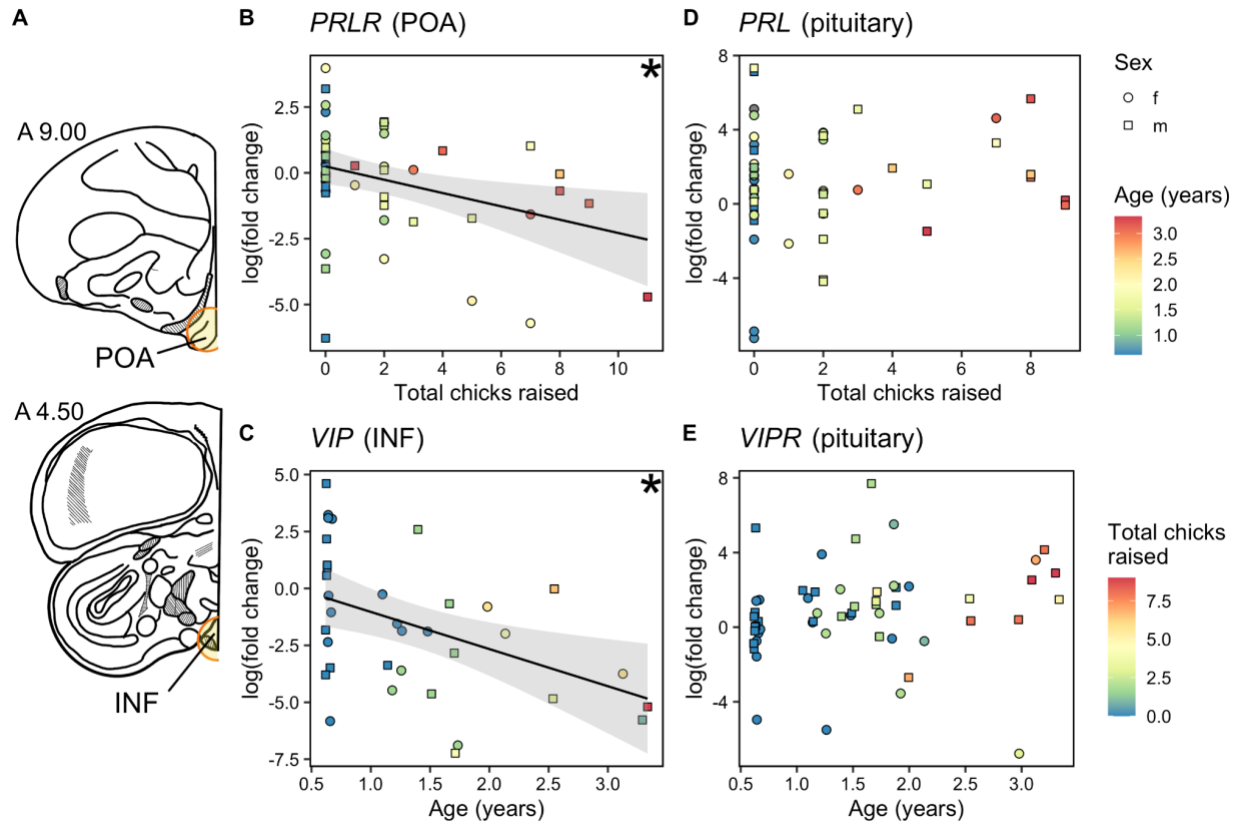 A
A 9.00
POA
A 4.50
INF
B
PRLR (POA)
*
log(fold change)
2.5
0.0
-2.5
-5.0
0
2
4
6
8
10
Total chicks raised
C
VIP (INF)
*
log(fold change)
5.0
2.5
0.0
-2.5
-5.0
-7.5
0.5
1.0
1.5
2.0
2.5
3.0
Age (years)
D
PRL (pituitary)
log(fold change)
8
4
0
-4
0
2
4
6
8
Total chicks raised
E
VIPR (pituitary)
log(fold change)
8
4
0
-4
0.5
1.0
1.5
2.0
2.5
3.0
Age (years)
Sex
f
m
Age (years)
3.0
2.5
2.0
1.5
1.0
Total chicks
raised
7.5
5.0
2.5
0.0